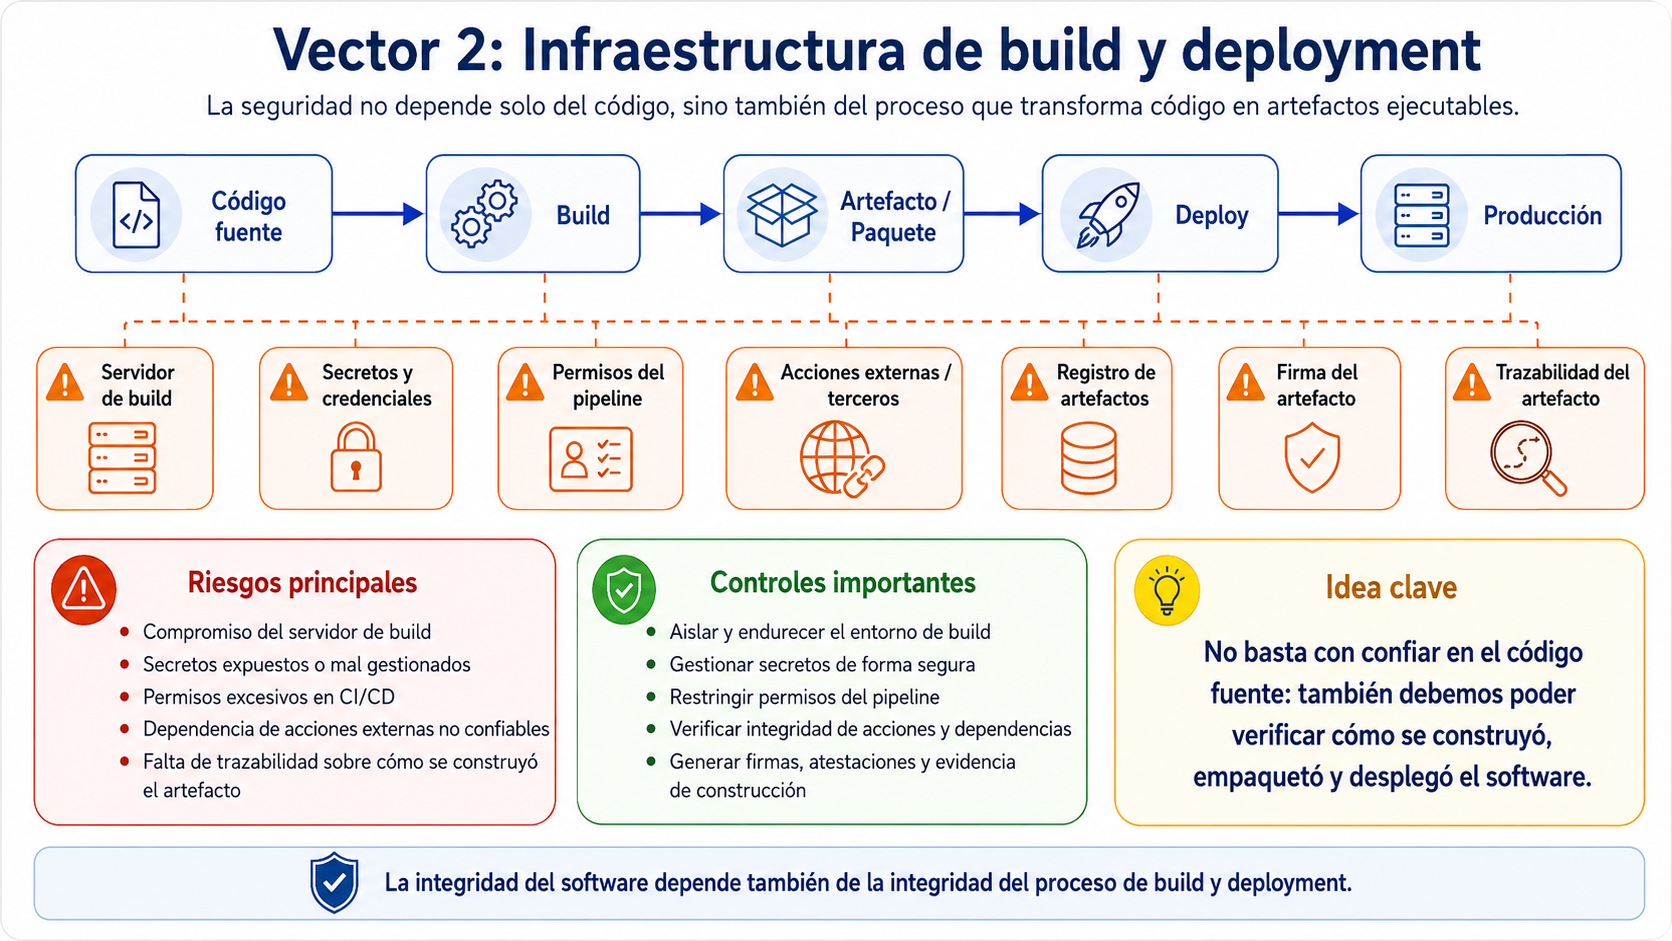 Vector 2: Infraestructura de build y deployment
La seguridad no depende solo del código, sino también del proceso que transforma código en artefactos ejecutables.
Código
fuente
Build
Artefacto /
Paquete
Deploy
Producción
Servidor
de build
Secretos y
credenciales
Permisos del
pipeline
Acciones externas /
terceros
Registro de
artefactos
Firma del
artefacto
Trazabilidad del
artefacto
Riesgos principales
• Compromiso del servidor de build
• Secretos expuestos o mal gestionados
• Permisos excesivos en CI/CD
• Dependencia de acciones externas no confiables
• Falta de trazabilidad sobre cómo se construyó
el artefacto
Controles importantes
• Aislar y endurecer el entorno de build
• Gestionar secretos de forma segura
• Restringir permisos del pipeline
• Verificar integridad de acciones y dependencias
• Generar firmas, atestaciones y evidencia
de construcción
Idea clave
No basta con confiar en el código
fuente: también debemos poder
verificar cómo se construyó,
empaquetó y desplegó el software.
La integridad del software depende también de la integridad del proceso de build y deployment.